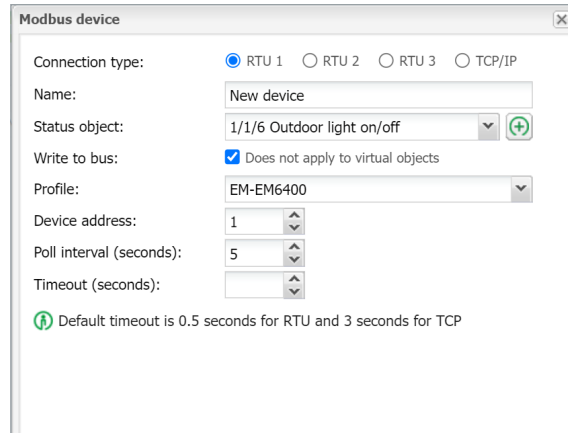 Modbus device
Connection type: RTU 1 RTU 2 RTU 3 TCP/IP
Name: New device
Status object: 1/1/6 Outdoor light on/off
Write to bus: Does not apply to virtual objects
Profile: EM-EM6400
Device address: 1
Poll interval (seconds): 5
Timeout (seconds):
Default timeout is 0.5 seconds for RTU and 3 seconds for TCP